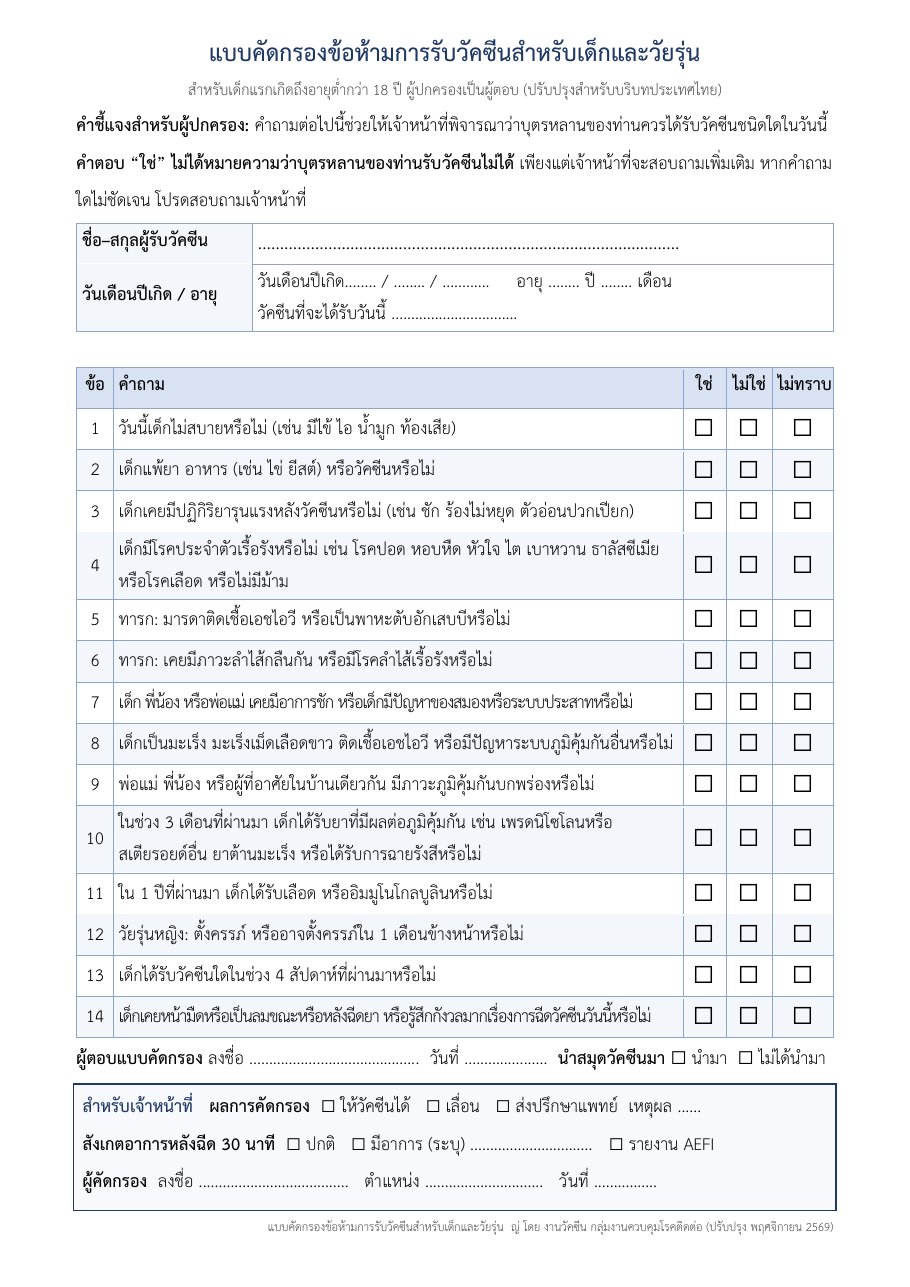 แบบคัดกรองข้อห้ามการรับวัคซีนสำหรับเด็กและวัยรุ่น
สำหรับเด็กแรกเกิดถึงอายุต่ำกว่า 18 ปี ผู้ปกครองเป็นผู้ตอบ (ปรับปรุงสำหรับบริบทประเทศไทย)
คำชี้แจงสำหรับผู้ปกครอง: คำถามต่อไปนี้ช่วยให้เจ้าหน้าที่พิจารณาว่าบุตรหลานของท่านควรได้รับวัคซีนชนิดใดในวันนี้
คำตอบ “ใช่” ไม่ได้หมายความว่าบุตรหลานของท่านรับวัคซีนไม่ได้ เพียงแต่เจ้าหน้าที่จะสอบถามเพิ่มเติม หากคำถาม
ใดไม่ชัดเจน โปรดสอบถามเจ้าหน้าที่
ชื่อ–สกุลผู้รับวัคซีน ................................................................................................
วันเดือนปีเกิด / อายุ วันเดือนปีเกิด........ / ........ / ............ อายุ ........ ปี ........ เดือน
วัคซีนที่จะได้รับวันนี้ ................................
ข้อ คำถาม ใช่ ไม่ใช่ ไม่ทราบ
1 วันนี้เด็กไม่สบายหรือไม่ (เช่น มีไข้ ไอ น้ำมูก ท้องเสีย) ☐ ☐ ☐
2 เด็กแพ้ยา อาหาร (เช่น ไข่ ยีสต์) หรือวัคซีนหรือไม่ ☐ ☐ ☐
3 เด็กเคยมีปฏิกิริยารุนแรงหลังวัคซีนหรือไม่ (เช่น ชัก ร้องไม่หยุด ตัวอ่อนปวกเปียก) ☐ ☐ ☐
4 เด็กมีโรคประจำตัวเรื้อรังหรือไม่ เช่น โรคปอด หอบหืด หัวใจ ไต เบาหวาน ธาลัสซีเมีย ☐ ☐ ☐
หรือโรคเลือด หรือไม่มีม้าม
5 ทารก: มารดาติดเชื้อเอชไอวี หรือเป็นพาหะตับอักเสบบีหรือไม่ ☐ ☐ ☐
6 ทารก: เคยมีภาวะลำไส้กลืนกัน หรือมีโรคลำไส้เรื้อรังหรือไม่ ☐ ☐ ☐
7 เด็ก พี่น้อง หรือพ่อแม่ เคยมีอาการชัก หรือเด็กมีปัญหาของสมองหรือระบบประสาทหรือไม่ ☐ ☐ ☐
8 เด็กเป็นมะเร็ง มะเร็งเม็ดเลือดขาว ติดเชื้อเอชไอวี หรือมีปัญหาระบบภูมิคุ้มกันอื่นหรือไม่ ☐ ☐ ☐
9 พ่อแม่ พี่น้อง หรือผู้ที่อาศัยในบ้านเดียวกัน มีภาวะภูมิคุ้มกันบกพร่องหรือไม่ ☐ ☐ ☐
10 ในช่วง 3 เดือนที่ผ่านมา เด็กได้รับยาที่มีผลต่อภูมิคุ้มกัน เช่น เพรดนิโซโลนหรือ ☐ ☐ ☐
สเตียรอยด์อื่น ยาต้านมะเร็ง หรือได้รับการฉายรังสีหรือไม่
11 ใน 1 ปีที่ผ่านมา เด็กได้รับเลือด หรืออิมมูโนโกลบูลินหรือไม่ ☐ ☐ ☐
12 วัยรุ่นหญิง: ตั้งครรภ์ หรืออาจตั้งครรภ์ใน 1 เดือนข้างหน้าหรือไม่ ☐ ☐ ☐
13 เด็กได้รับวัคซีนใดในช่วง 4 สัปดาห์ที่ผ่านมาหรือไม่ ☐ ☐ ☐
14 เด็กเคยหน้ามืดหรือเป็นลมขณะหรือหลังฉีดยา หรือรู้สึกกังวลมากเรื่องการฉีดวัคซีนวันนี้หรือไม่ ☐ ☐ ☐
ผู้ตอบแบบคัดกรอง ลงชื่อ ........................................... วันที่ ..................... นำสมุดวัคซีนมา ☐ นำมา ☐ ไม่ได้นำมา
สำหรับเจ้าหน้าที่ ผลการคัดกรอง ☐ ให้วัคซีนได้ ☐ เลื่อน ☐ ส่งปรึกษาแพทย์ เหตุผล ......
สังเกตอาการหลังฉีด 30 นาที ☐ ปกติ ☐ มีอาการ (ระบุ) ............................... ☐ รายงาน AEFI
ผู้คัดกรอง ลงชื่อ ...................................... ตำแหน่ง .............................. วันที่ ................
แบบคัดกรองข้อห้ามการรับวัคซีนสำหรับเด็กและวัยรุ่น ญ่ โดย งานวัคซีน กลุ่มงานควบคุมโรคติดต่อ (ปรับปรุง พฤศจิกายน 2569)